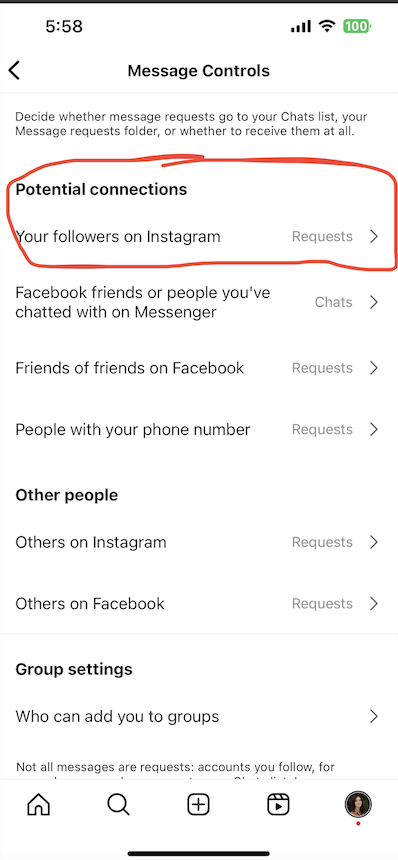 5:58
100
Message Controls
Decide whether message requests go to your Chats list, your
Message requests folder, or whether to receive them at all.
Potential connections
Your followers on Instagram Requests
Facebook friends or people you've
chatted with on Messenger Chats
Friends of friends on Facebook Requests
People with your phone number Requests
Other people
Others on Instagram Requests
Others on Facebook Requests
Group settings
Who can add you to groups
Not all messages are requests: accounts you follow, for